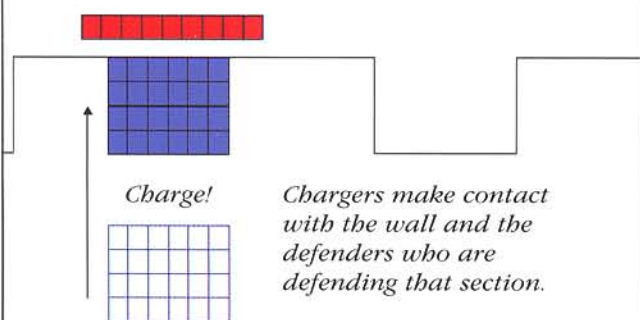 Charge!
Chargers make contact
with the wall and the
defenders who are
defending that section.